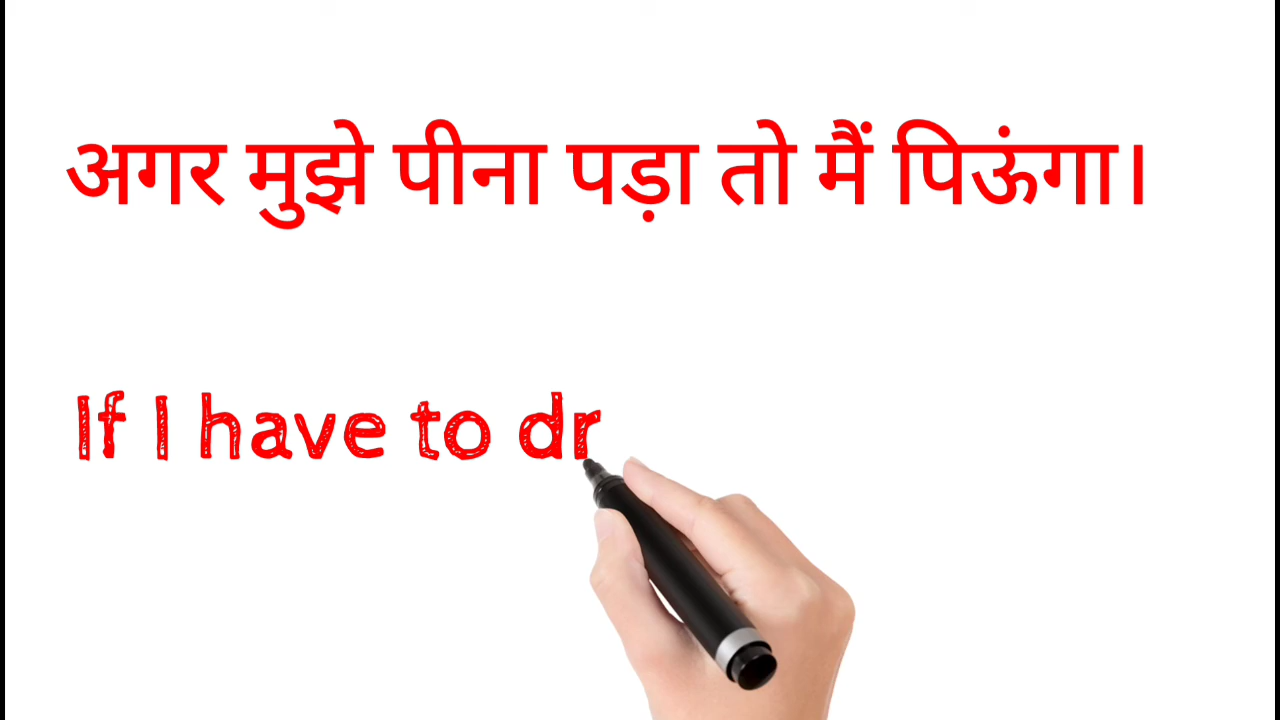 अगर मुझे पीना पड़ा तो मैं पिऊंगा।
If I have to dr